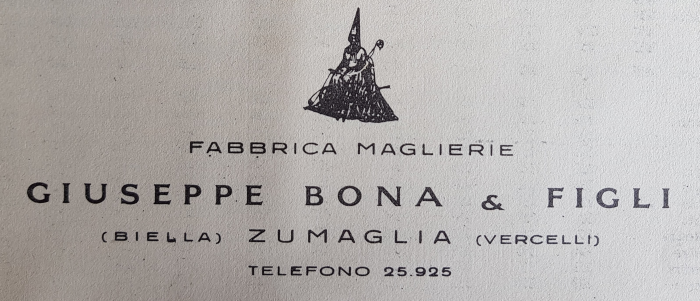 FABBRICA MAGLIERIE
GIUSEPPE BONA & FIGLI
(BIELLA) ZUMAGLIA (VERCELLI)
TELEFONO 25.925